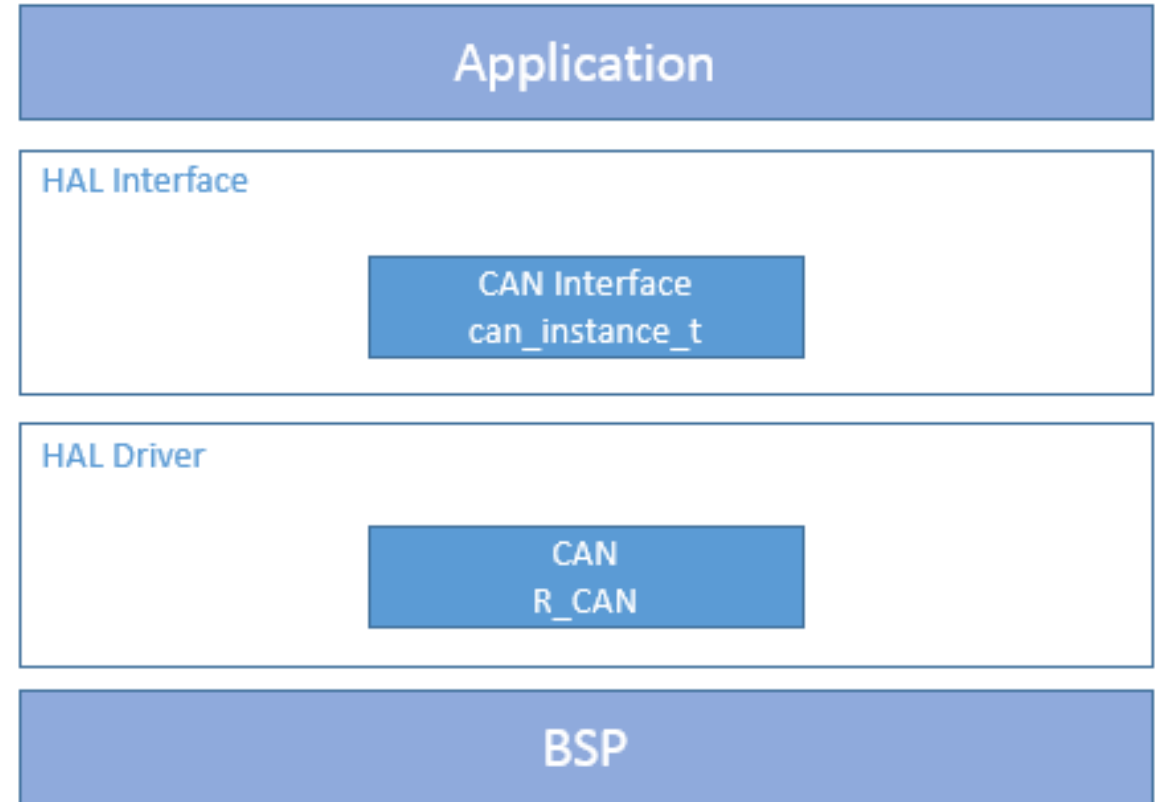 Application
HAL Interface
CAN Interface
can_instance_t
HAL Driver
CAN
R_CAN
BSP